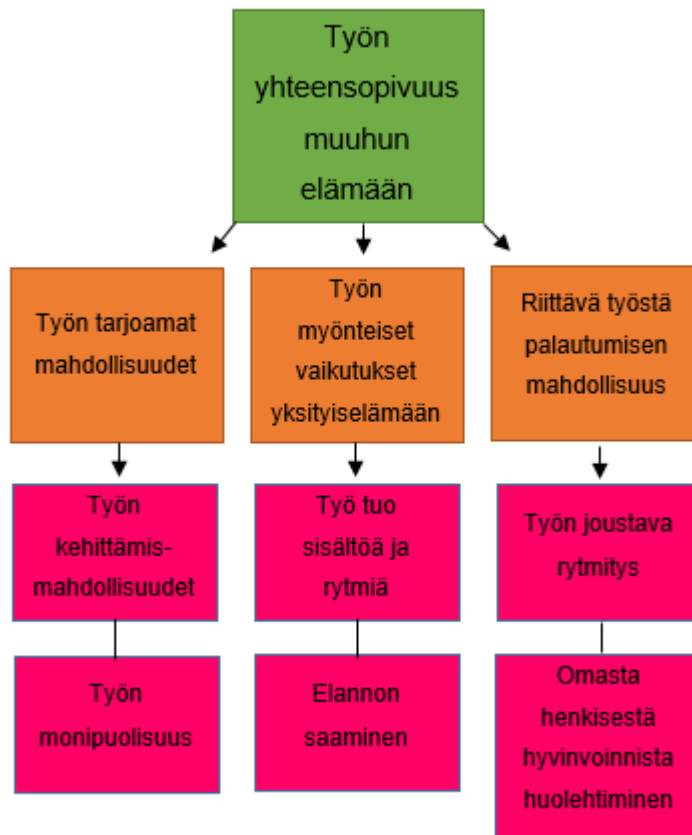 Työn
yhteensopivuus
muuhun
elämään
Työn tarjoamat
mahdollisuudet
Työn
myönteiset
vaikutukset
yksityiselämään
Riittävä työstä
palautumisen
mahdollisuus
Työn
kehittämis-
mahdollisuudet
Työ tuo
sisältöä ja
rytmiä
Työn joustava
rytmitys
Työn
monipuolisuus
Elannon
saaminen
Omasta
henkisestä
hyvinvoinnista
huolehtiminen